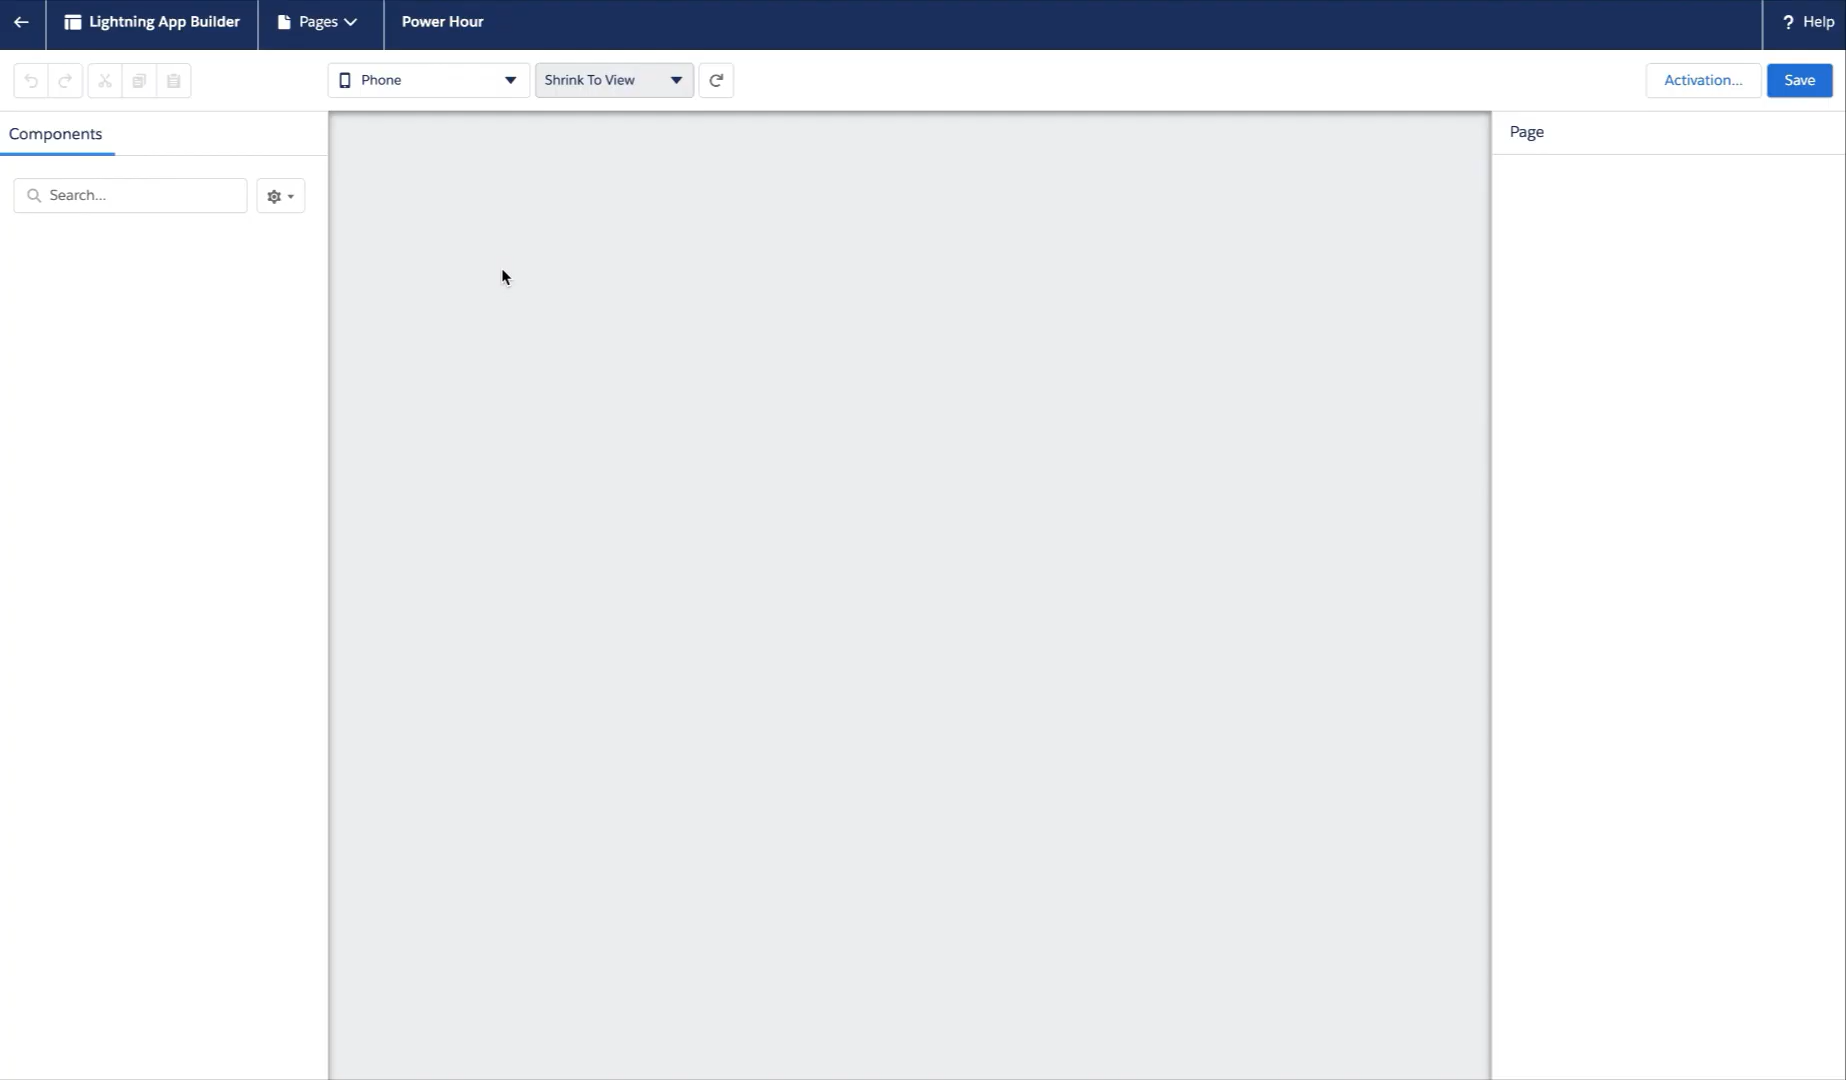 Lightning App Builder
Pages
Power Hour
? Help
Phone
Shrink To View
Activation...
Save
Components
Page
Search...